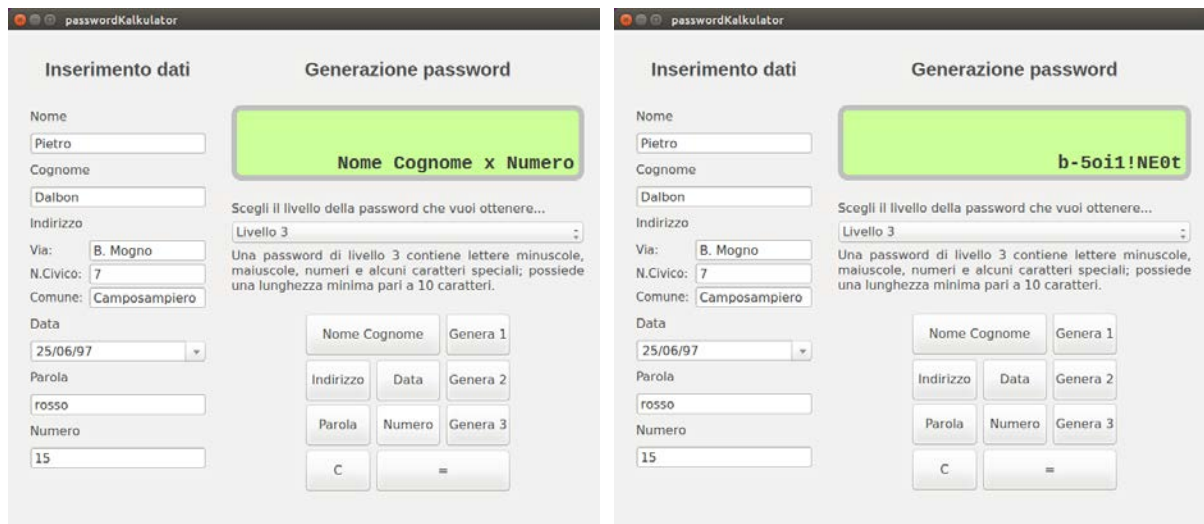 passwordKalkulator
Inserimento dati
Generazione password
Nome
Pietro
Nome Cognome x Numero
Cognome
Dalbon
Scegli il livello della password che vuoi ottenere...
Indirizzo
Livello 3
Via: B. Mogno
Una password di livello 3 contiene lettere minuscole,
maiuscole, numeri e alcuni caratteri speciali; possiede
una lunghezza minima pari a 10 caratteri.
N.Civico: 7
Comune: Camposampiero
Data
25/06/97
Nome Cognome Genera 1
Parola
rosso
Indirizzo Data Genera 2
Numero
15
Parola Numero Genera 3
C =
passwordKalkulator
Inserimento dati
Generazione password
Nome
Pietro
b-5oi1!NE0t
Cognome
Dalbon
Scegli il livello della password che vuoi ottenere...
Indirizzo
Livello 3
Via: B. Mogno
Una password di livello 3 contiene lettere minuscole,
maiuscole, numeri e alcuni caratteri speciali; possiede
una lunghezza minima pari a 10 caratteri.
N.Civico: 7
Comune: Camposampiero
Data
25/06/97
Nome Cognome Genera 1
Parola
rosso
Indirizzo Data Genera 2
Numero
15
Parola Numero Genera 3
C =